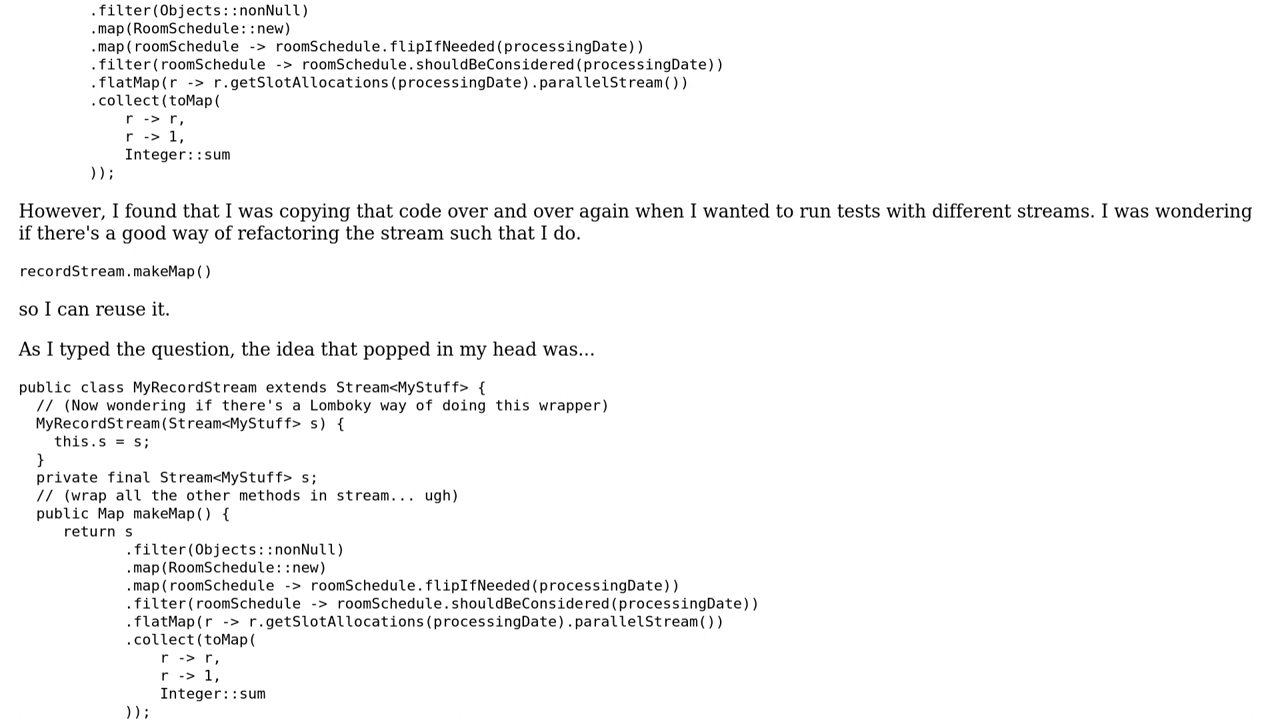 .filter(Objects::nonNull)
        .map(RoomSchedule::new)
        .map(roomSchedule -> roomSchedule.flipIfNeeded(processingDate))
        .filter(roomSchedule -> roomSchedule.shouldBeConsidered(processingDate))
        .flatMap(r -> r.getSlotAllocations(processingDate).parallelStream())
        .collect(toMap(
            r -> r,
            r -> 1,
            Integer::sum
        ));
However, I found that I was copying that code over and over again when I wanted to run tests with different streams. I was wondering
if there's a good way of refactoring the stream such that I do.
recordStream.makeMap()
so I can reuse it.
As I typed the question, the idea that popped in my head was...
public class MyRecordStream extends Stream<MyStuff> {
  // (Now wondering if there's a Lomboky way of doing this wrapper)
  MyRecordStream(Stream<MyStuff> s) {
    this.s = s;
  }
  private final Stream<MyStuff> s;
  // (wrap all the other methods in stream... ugh)
  public Map makeMap() {
     return s
            .filter(Objects::nonNull)
            .map(RoomSchedule::new)
            .map(roomSchedule -> roomSchedule.flipIfNeeded(processingDate))
            .filter(roomSchedule -> roomSchedule.shouldBeConsidered(processingDate))
            .flatMap(r -> r.getSlotAllocations(processingDate).parallelStream())
            .collect(toMap(
                r -> r,
                r -> 1,
                Integer::sum
            ));